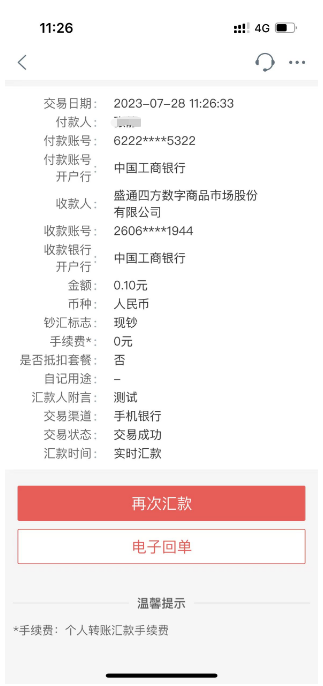 11:26
4G
交易日期： 2023-07-28 11:26:33
付款人：
付款账号： 6222****5322
付款账号
开户行： 中国工商银行
收款人： 盛通四方数字商品市场股份
有限公司
收款账号： 2606****1944
收款银行
开户行： 中国工商银行
金额： 0.10元
币种： 人民币
钞汇标志： 现钞
手续费*： 0元
是否抵扣套餐： 否
自记用途： –
汇款人附言： 测试
交易渠道： 手机银行
交易状态： 交易成功
汇款时间： 实时汇款
再次汇款
电子回单
温馨提示
*手续费：个人转账汇款手续费